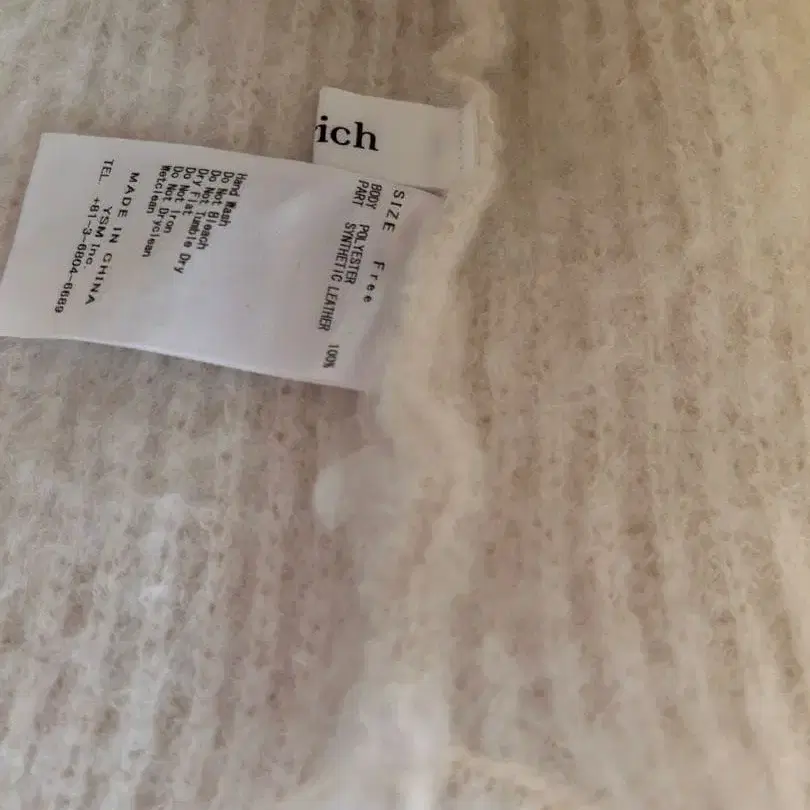 ich
SIZE Free
BODY POLYESTER
PART SYNTHETIC LEATHER 100%
Hand Wash
Do Not Bleach
Do Not Tumble Dry
Dry Flat
Do Not Iron
Do Not Dryclean
Wetclean
MADE IN CHINA
YSM Inc.
TEL +81-3-6804-6689